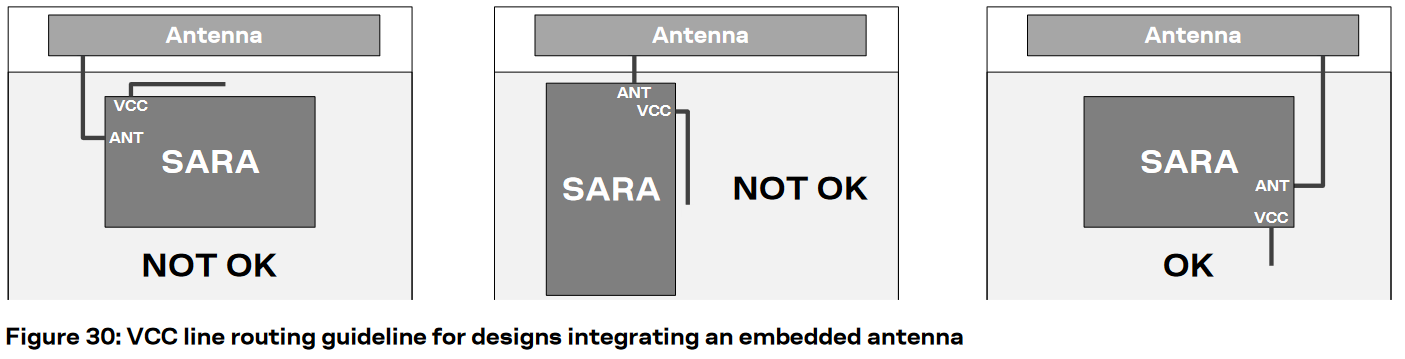 Antenna
VCC
ANT
SARA
NOT OK
Antenna
ANT
VCC
SARA
NOT OK
Antenna
SARA
ANT
VCC
OK
Figure 30: VCC line routing guideline for designs integrating an embedded antenna